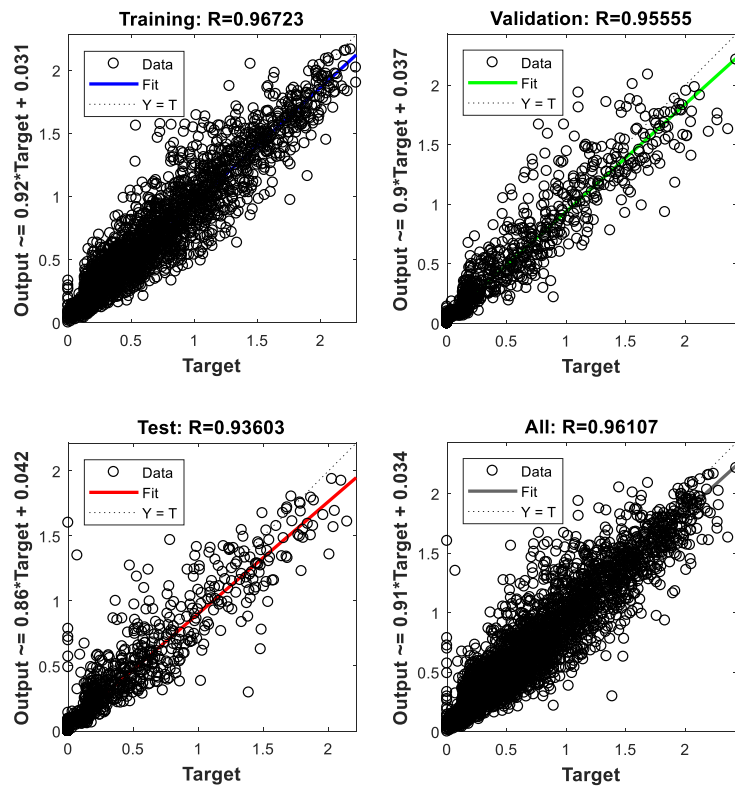 Training: R=0.96723
Output ~= 0.92*Target + 0.031
2
1.5
1
0.5
0
Data
Fit
Y = T
0 0.5 1 1.5 2
Target
Validation: R=0.95555
Output ~= 0.9*Target + 0.037
2
1.5
1
0.5
0
Data
Fit
Y = T
0 0.5 1 1.5 2
Target
Test: R=0.93603
Output ~= 0.86*Target + 0.042
2
1.5
1
0.5
0
Data
Fit
Y = T
0 0.5 1 1.5 2
Target
All: R=0.96107
Output ~= 0.91*Target + 0.034
2
1.5
1
0.5
0
Data
Fit
Y = T
0 0.5 1 1.5 2
Target